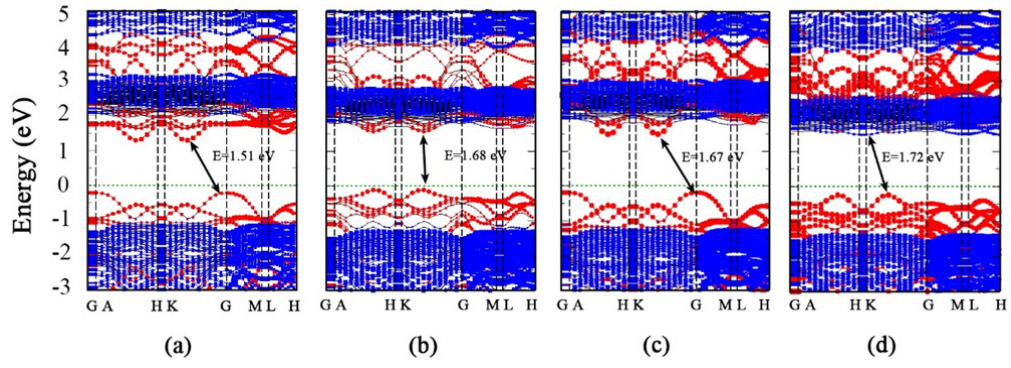 5
4
3
2
1
0
-1
-2
-3
Energy (eV)
E=1.51 eV
E=1.68 eV
E=1.67 eV
E=1.72 eV
G A H K G M L H
G A H K G M L H
G A H K G M L H
G A H K G M L H
(a)
(b)
(c)
(d)